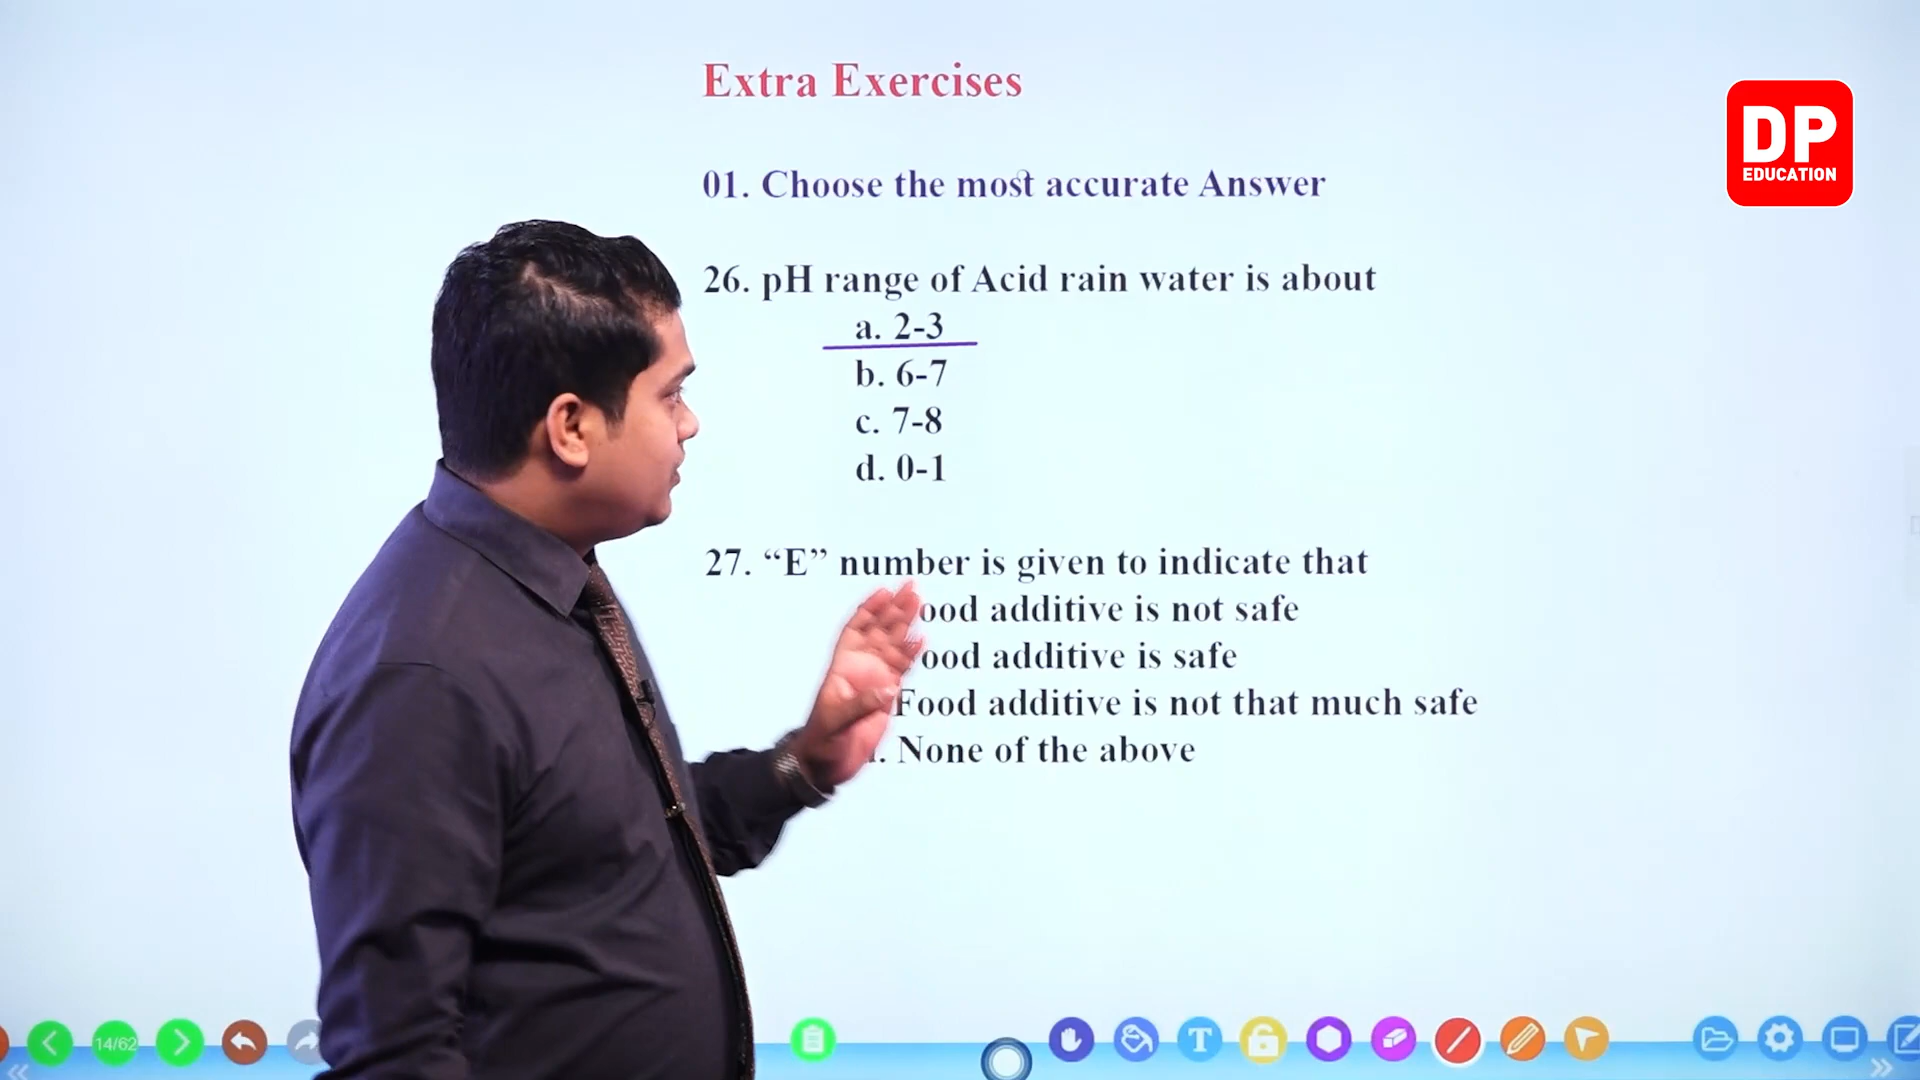 Extra Exercises
DP
EDUCATION
01. Choose the most accurate Answer
26. pH range of Acid rain water is about
a. 2-3
b. 6-7
c. 7-8
d. 0-1
27. “E” number is given to indicate that
additive is not safe
additive is safe
Food additive is not that much safe
None of the above
14/62
T